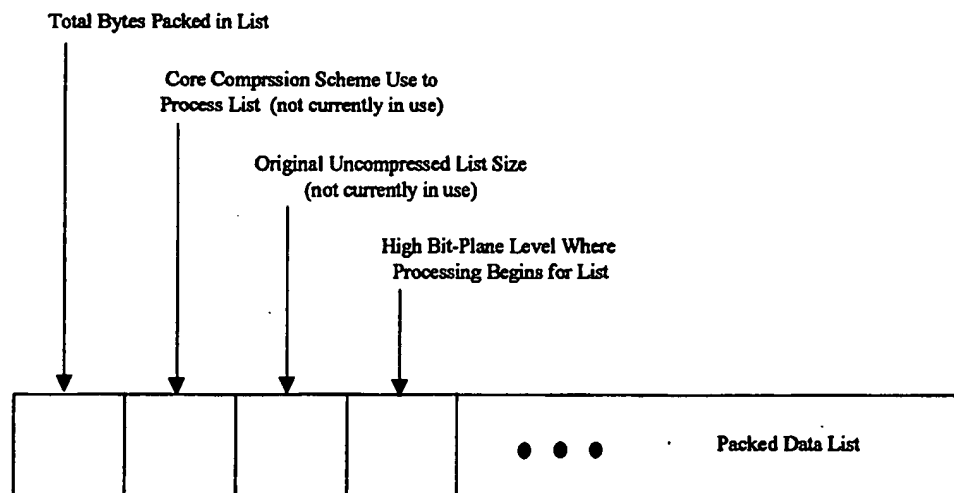 Total Bytes Packed in List
Core Comprssion Scheme Use to
Process List (not currently in use)
Original Uncompressed List Size
(not currently in use)
High Bit-Plane Level Where
Processing Begins for List
Packed Data List